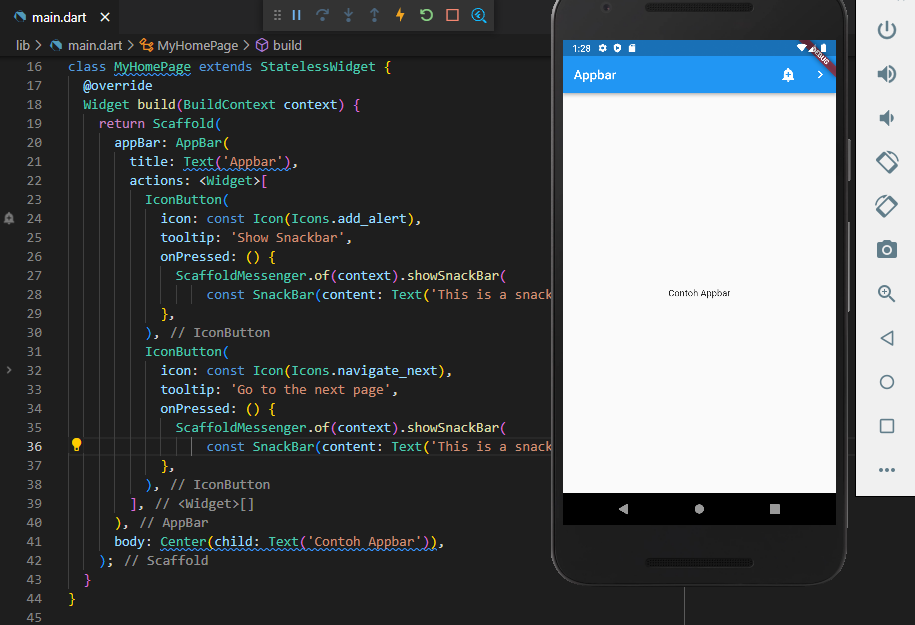 main.dart
lib > main.dart > MyHomePage > build
16 class MyHomePage extends StatelessWidget {
17 @override
18 Widget build(BuildContext context) {
19 return Scaffold(
20 appBar: AppBar(
21 title: Text('Appbar'),
22 actions: <Widget>[
23 IconButton(
24 icon: const Icon(Icons.add_alert),
25 tooltip: 'Show Snackbar',
26 onPressed: () {
27 ScaffoldMessenger.of(context).showSnackBar(
28 const SnackBar(content: Text('This is a snack
29 },
30 ), // IconButton
31 IconButton(
32 icon: const Icon(Icons.navigate_next),
33 tooltip: 'Go to the next page',
34 onPressed: () {
35 ScaffoldMessenger.of(context).showSnackBar(
36 const SnackBar(content: Text('This is a snack
37 },
38 ), // IconButton
39 ], // <Widget>[]
40 ), // AppBar
41 body: Center(child: Text('Contoh Appbar')),
42 ); // Scaffold
43 }
44 }
45
1:28
DEBUG
Appbar
Contoh Appbar